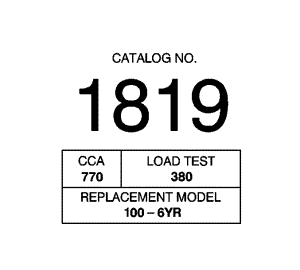 CATALOG NO.
1819
CCA LOAD TEST
770 380
REPLACEMENT MODEL
100 – 6YR